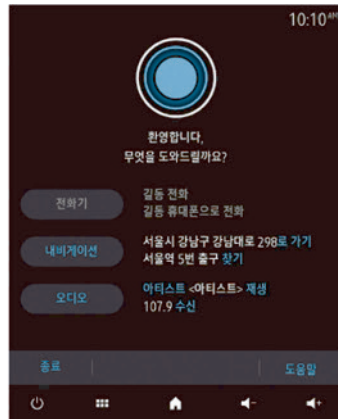 10:10 AM
환영합니다,
무엇을 도와드릴까요?
전화기
길동 전화
길동 휴대폰으로 전화
내비게이션
서울시 강남구 강남대로 298로 가기
서울역 5번 출구 찾기
오디오
아티스트 <아티스트> 재생
107.9 수신
종료
도움말